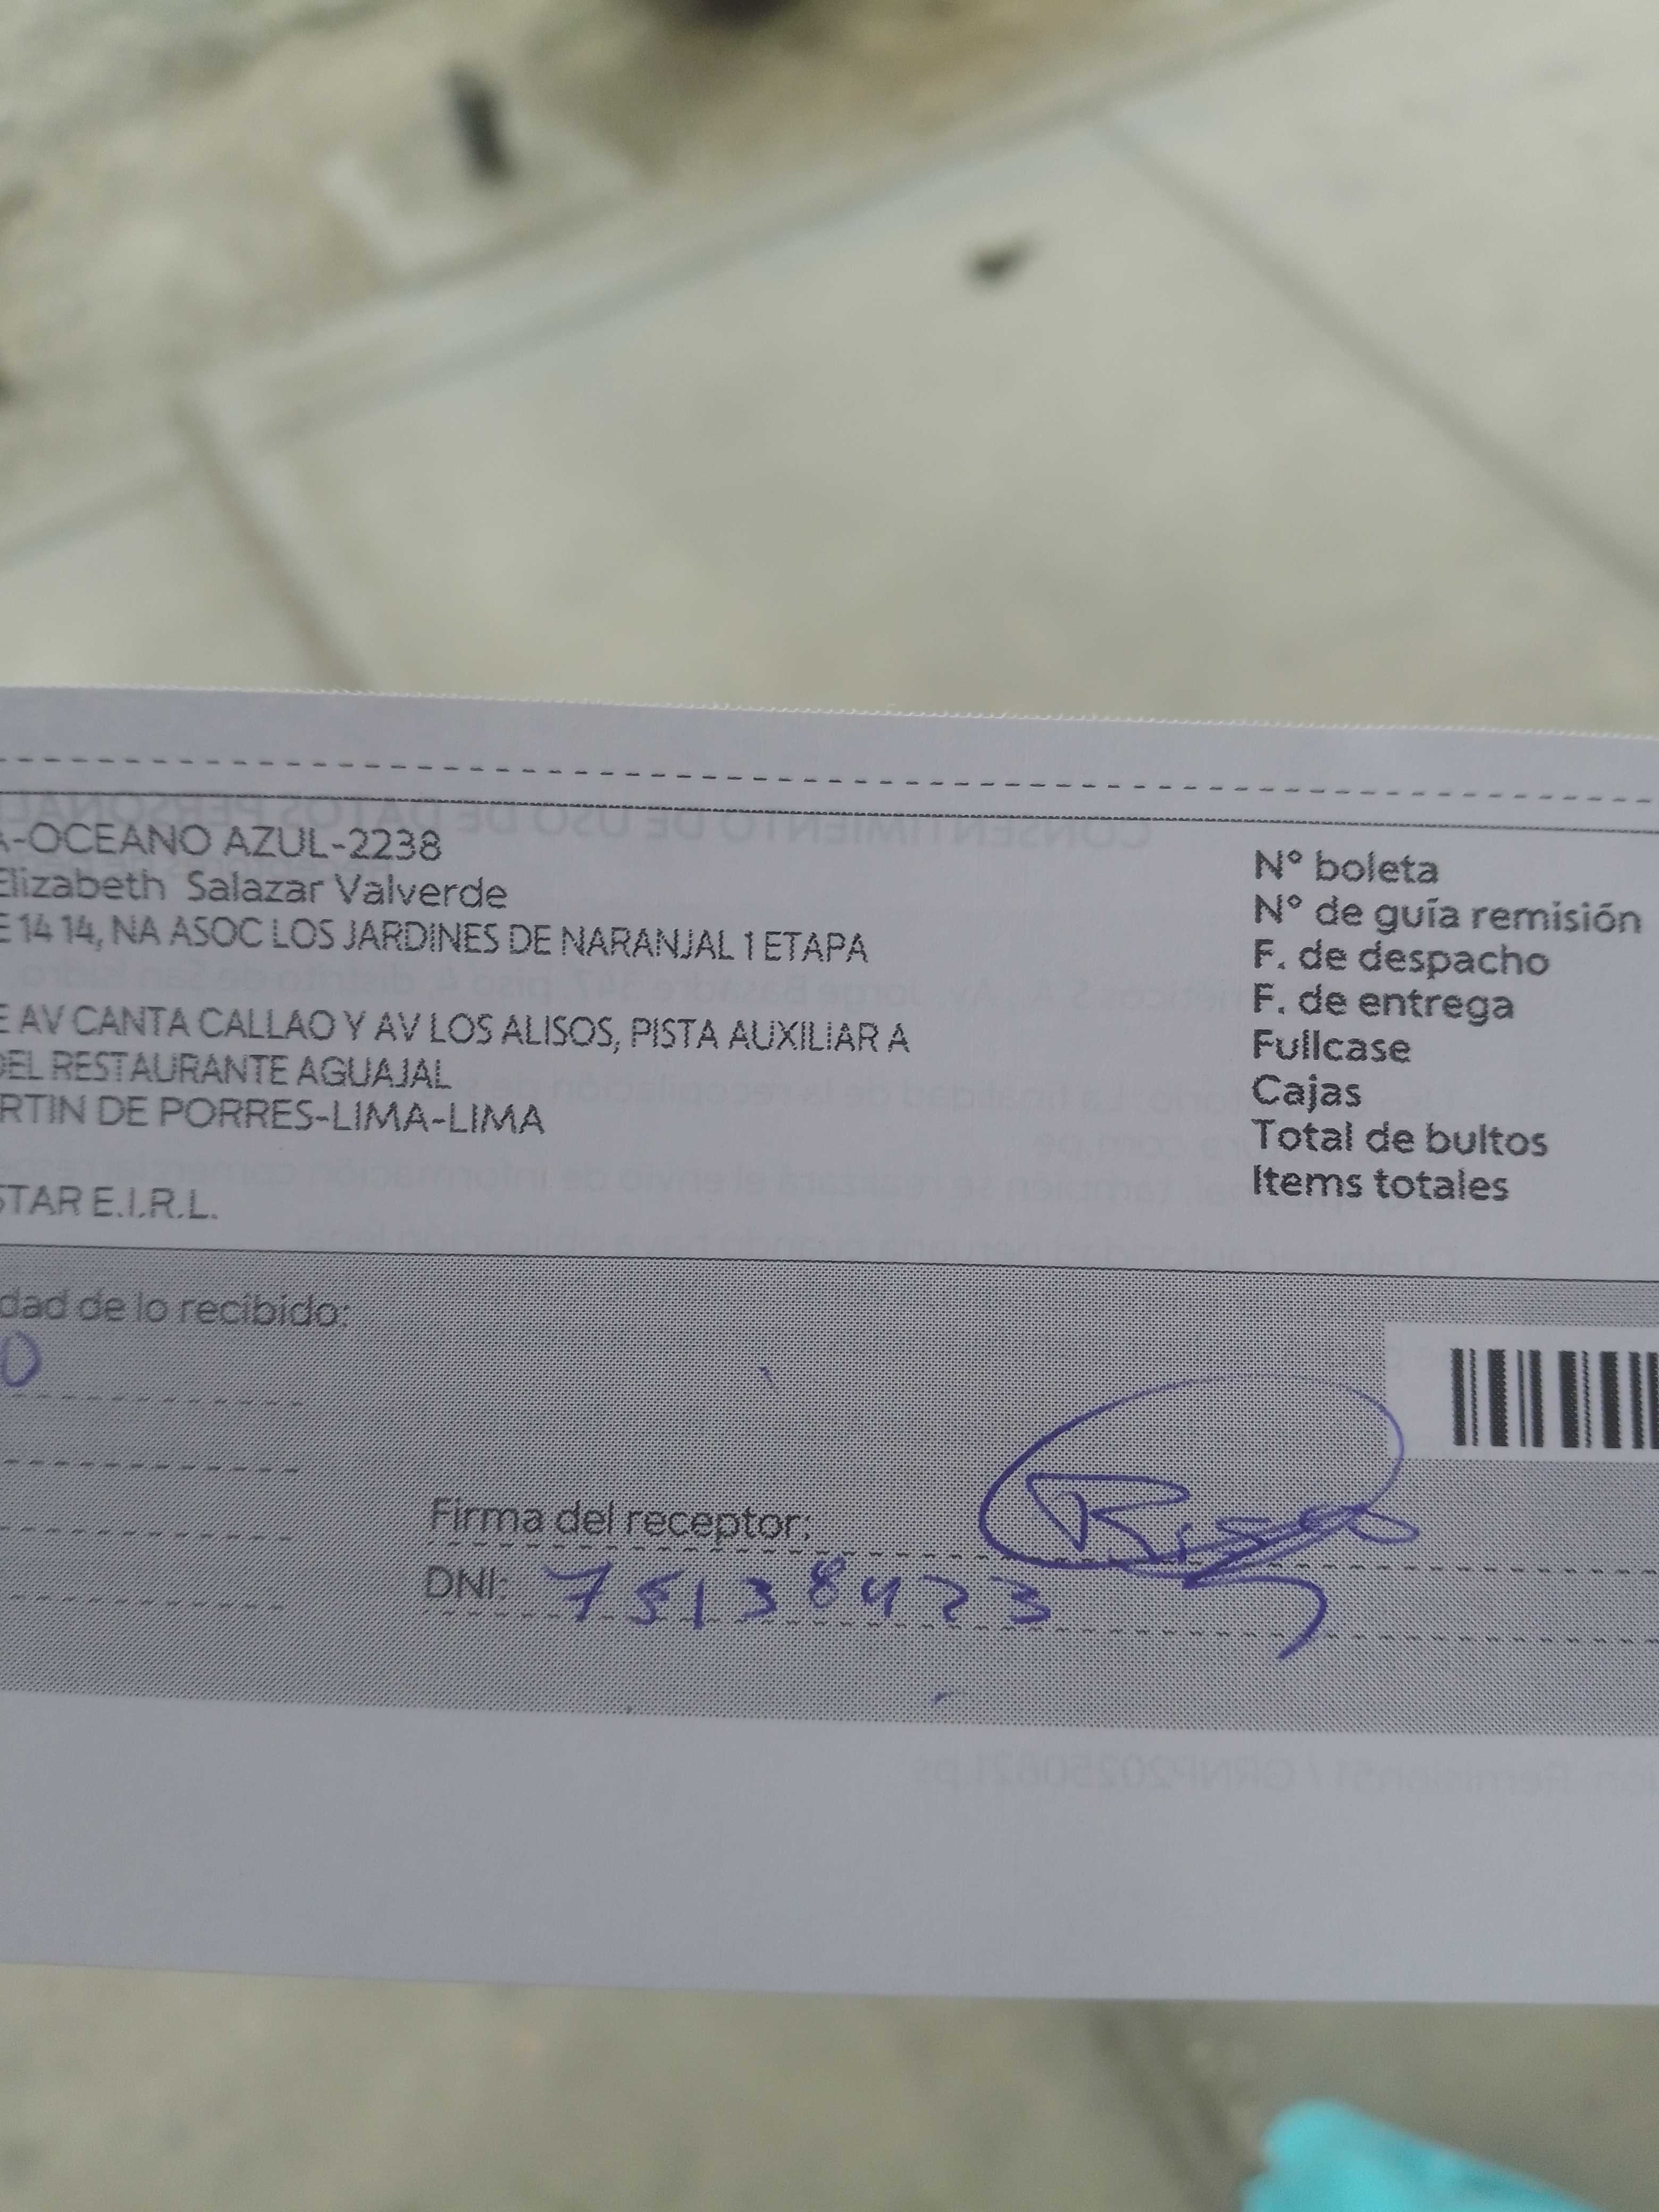 A-OCEANO AZUL-2238
Elizabeth Salazar Valverde
E 14 14, NA ASOC LOS JARDINES DE NARANJAL 1 ETAPA
E AV CANTA CALLAO Y AV LOS ALISOS, PISTA AUXILIAR A
DEL RESTAURANTE AGUAJAL
RTIN DE PORRES-LIMA-LIMA
STAR E.I.R.L.
N° boleta
N° de guía remisión
F. de despacho
F. de entrega
Fullcase
Cajas
Total de bultos
Items totales
dad de lo recibido:
O
Firma del receptor:
DNI: 75138423